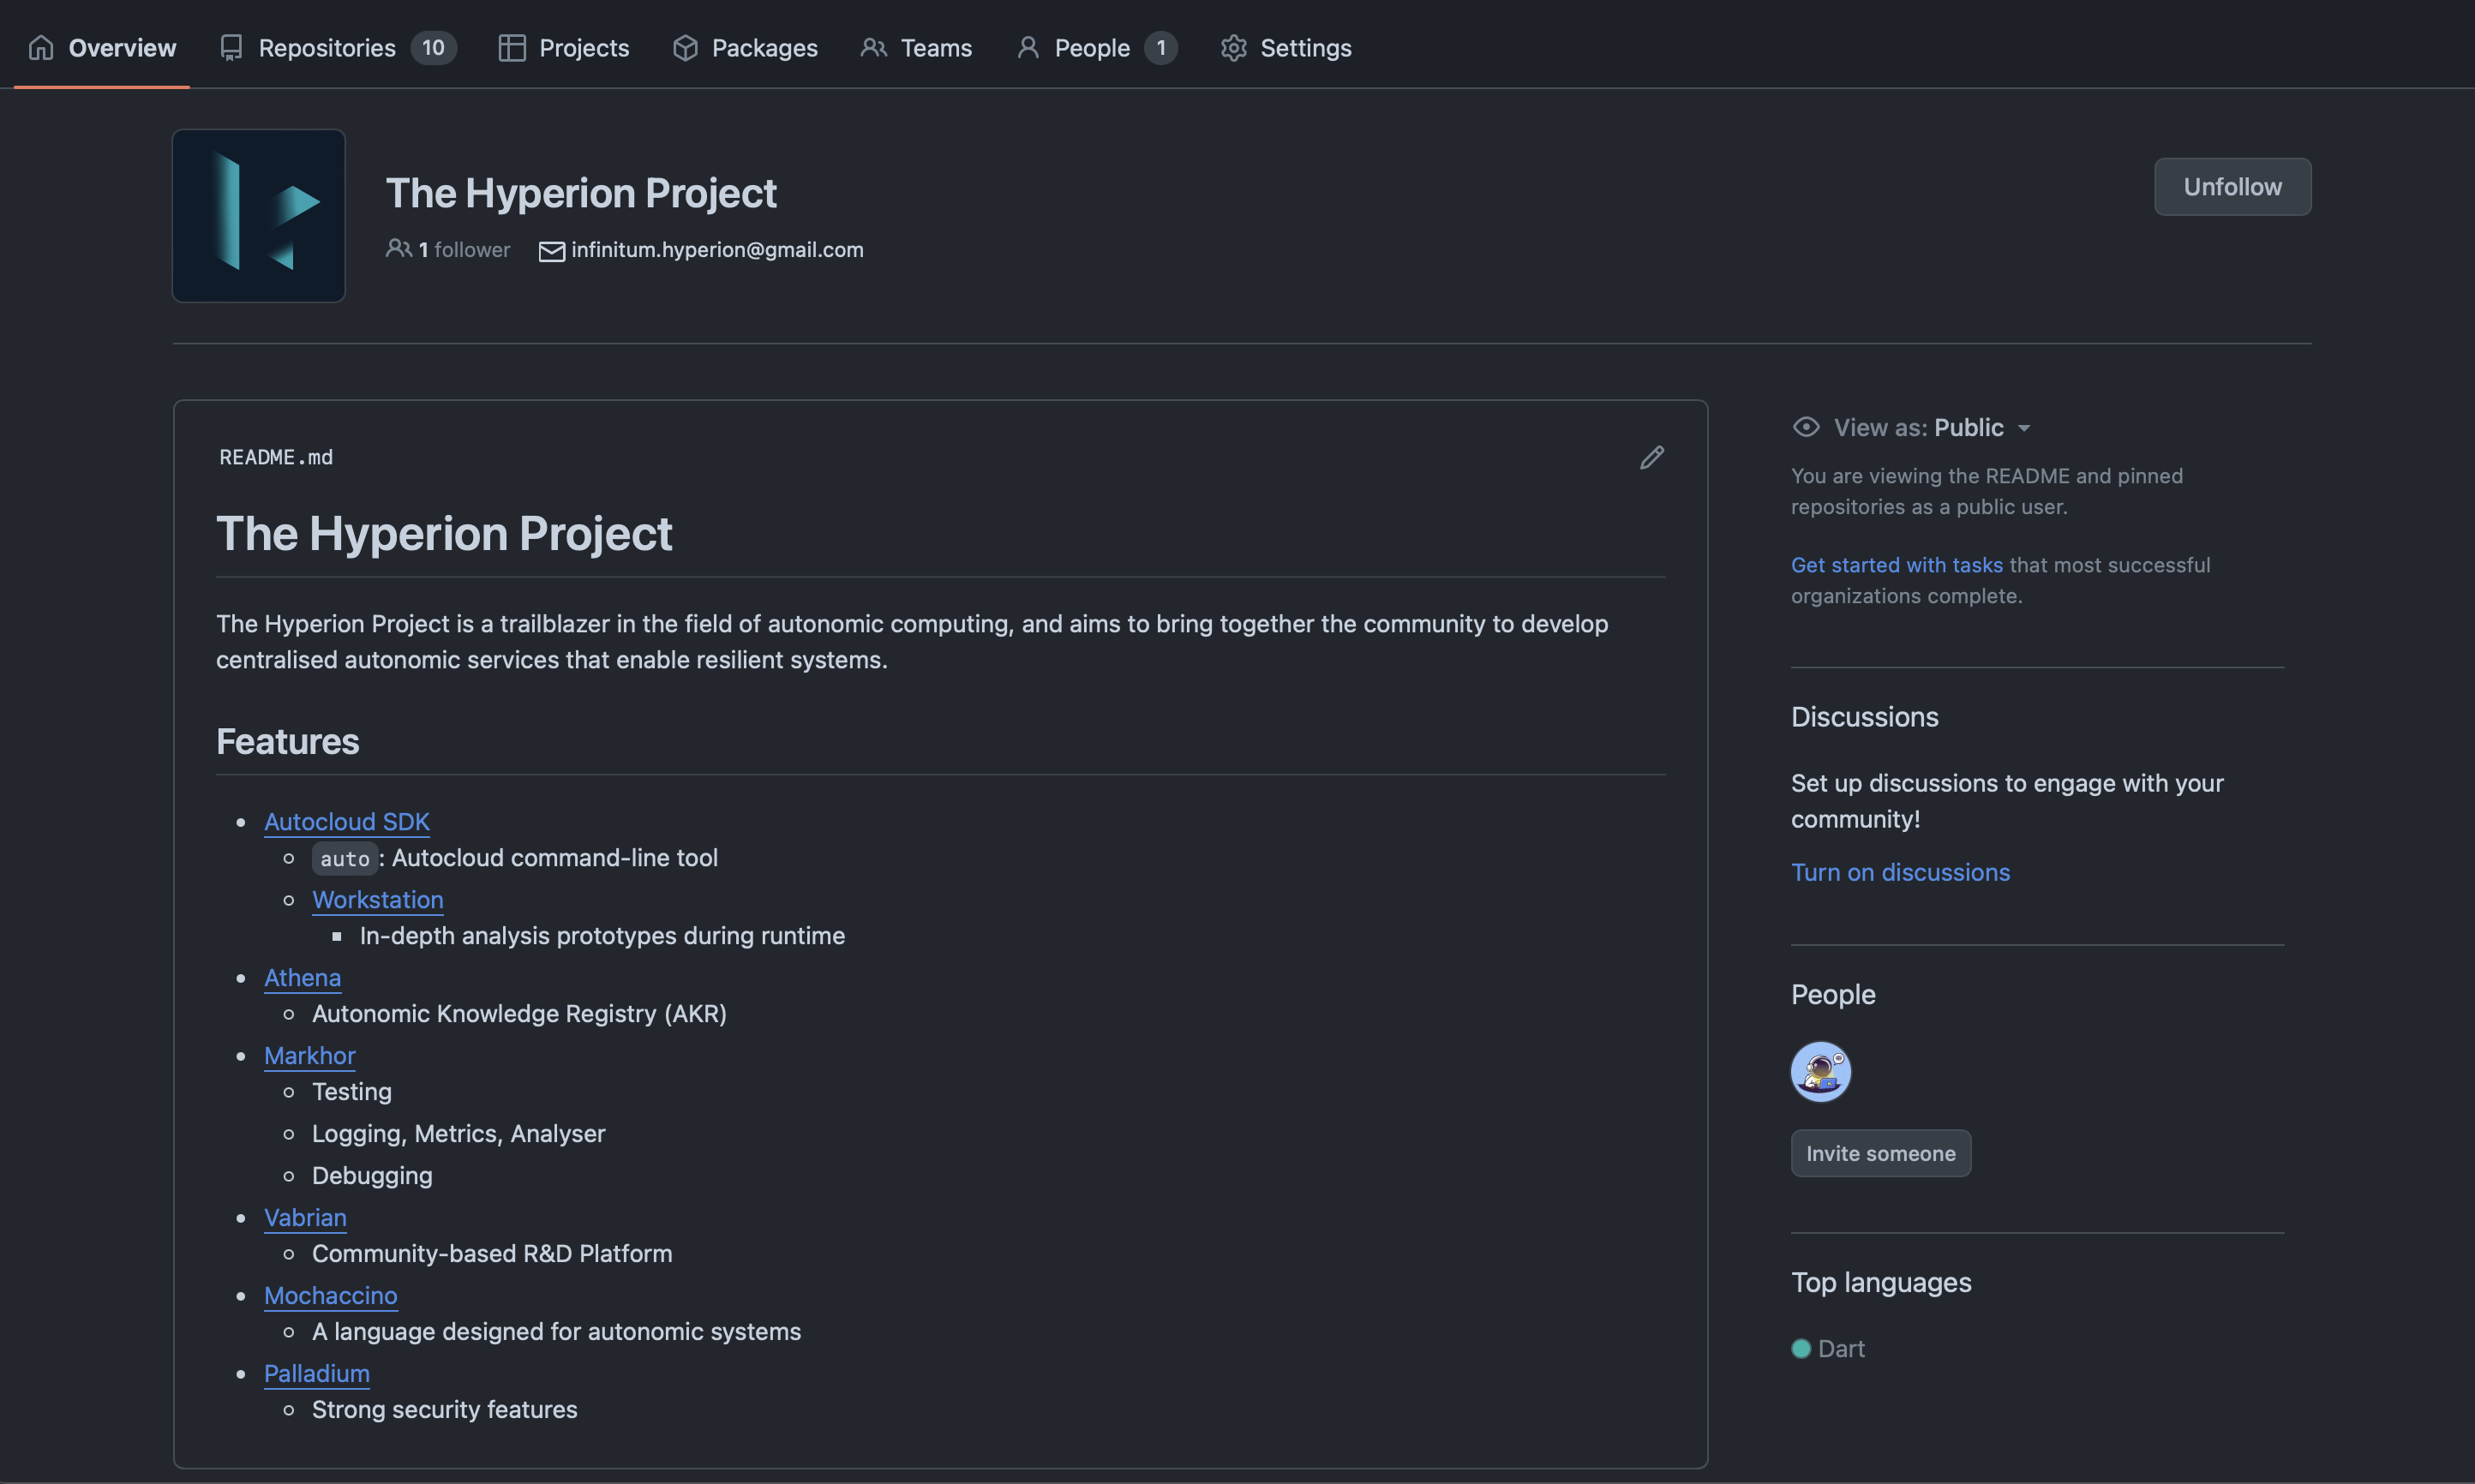 Overview Repositories 10 Projects Packages Teams People 1 Settings
The Hyperion Project
Unfollow
1 follower infinitum.hyperion@gmail.com
README.md
The Hyperion Project
The Hyperion Project is a trailblazer in the field of autonomic computing, and aims to bring together the community to develop
centralised autonomic services that enable resilient systems.
Features
Autocloud SDK
auto: Autocloud command-line tool
Workstation
In-depth analysis prototypes during runtime
Athena
Autonomic Knowledge Registry (AKR)
Markhor
Testing
Logging, Metrics, Analyser
Debugging
Vabrian
Community-based R&D Platform
Mochaccino
A language designed for autonomic systems
Palladium
Strong security features
View as: Public
You are viewing the README and pinned
repositories as a public user.
Get started with tasks that most successful
organizations complete.
Discussions
Set up discussions to engage with your
community!
Turn on discussions
People
Invite someone
Top languages
Dart